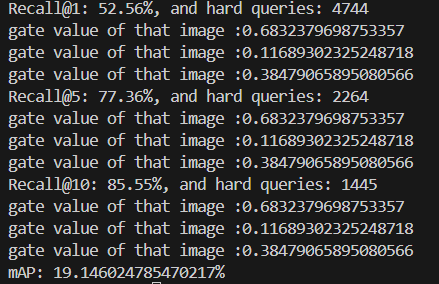 Recall@1: 52.56%, and hard queries: 4744
gate value of that image :0.6832379698753357
gate value of that image :0.11689302325248718
gate value of that image :0.38479065895080566
Recall@5: 77.36%, and hard queries: 2264
gate value of that image :0.6832379698753357
gate value of that image :0.11689302325248718
gate value of that image :0.38479065895080566
Recall@10: 85.55%, and hard queries: 1445
gate value of that image :0.6832379698753357
gate value of that image :0.11689302325248718
gate value of that image :0.38479065895080566
mAP: 19.146024785470217%